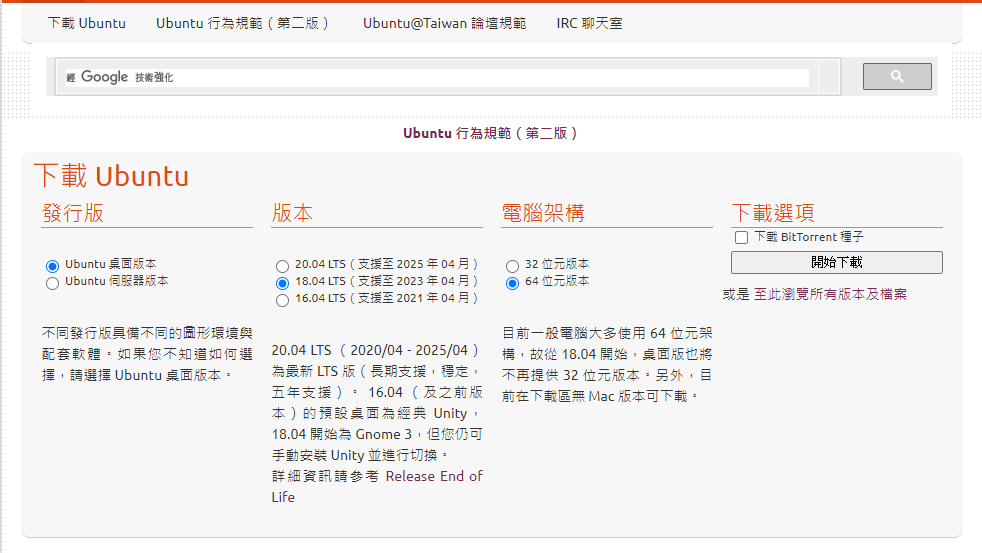 下載 Ubuntu Ubuntu 行為規範（第二版） Ubuntu@Taiwan 論壇規範 IRC 聊天室
經 Google 技術強化
Ubuntu 行為規範（第二版）
下載 Ubuntu
發行版
Ubuntu 桌面版本
Ubuntu 伺服器版本
不同發行版具備不同的圖形環境與
配套軟體。如果您不知道如何選
擇，請選擇 Ubuntu 桌面版本。
版本
20.04 LTS（支援至 2025 年 04 月）
18.04 LTS（支援至 2023 年 04 月）
16.04 LTS（支援至 2021 年 04 月）
20.04 LTS （2020/04 - 2025/04）
為最新 LTS 版（長期支援，穩定，
五年支援）。 16.04 （及之前版
本）的預設桌面為經典 Unity，
18.04 開始為 Gnome 3，但您仍可
手動安裝 Unity 並進行切換。
詳細資訊請參考 Release End of
Life
電腦架構
32 位元版本
64 位元版本
目前一般電腦大多使用 64 位元架
構，故從 18.04 開始，桌面版也將
不再提供 32 位元版本。另外，目
前在下載區無 Mac 版本可下載。
下載選項
下載 BitTorrent 種子
開始下載
或是 至此瀏覽所有版本及檔案